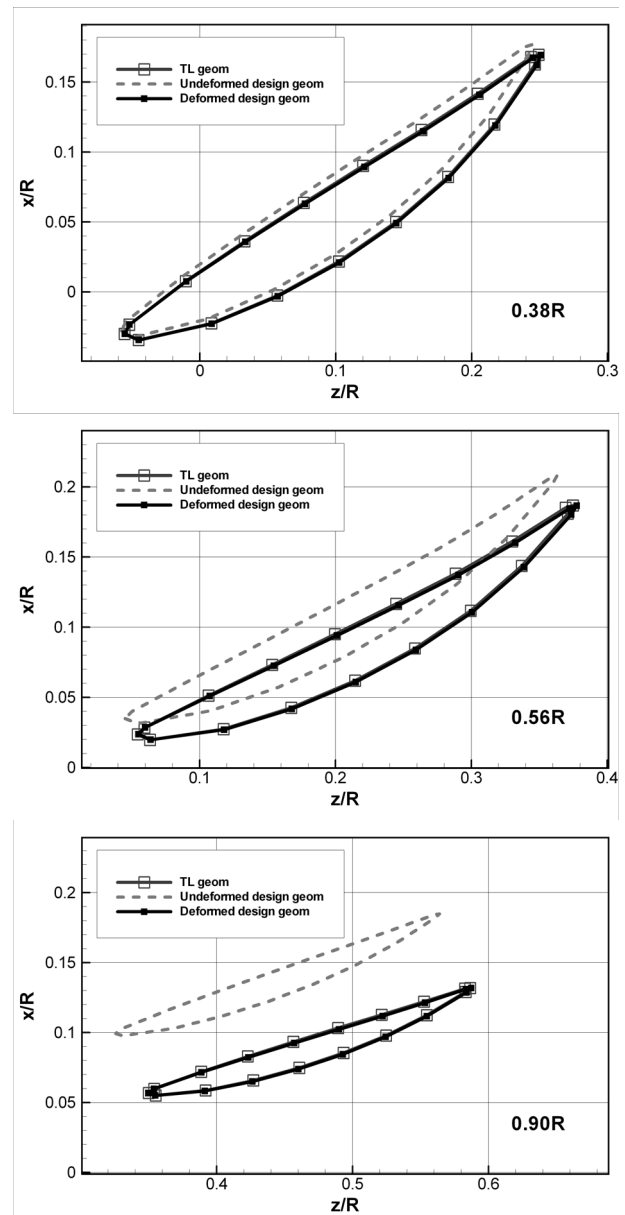 TL geom
Undeformed design geom
Deformed design geom
0.15
0.1
0.05
0
x/R
0.38R
0
0.1
0.2
0.3
z/R
TL geom
Undeformed design geom
Deformed design geom
0.2
0.15
0.1
0.05
0
x/R
0.56R
0.1
0.2
0.3
0.4
z/R
TL geom
Undeformed design geom
Deformed design geom
0.2
0.15
0.1
0.05
0
x/R
0.90R
0.4
0.5
0.6
z/R